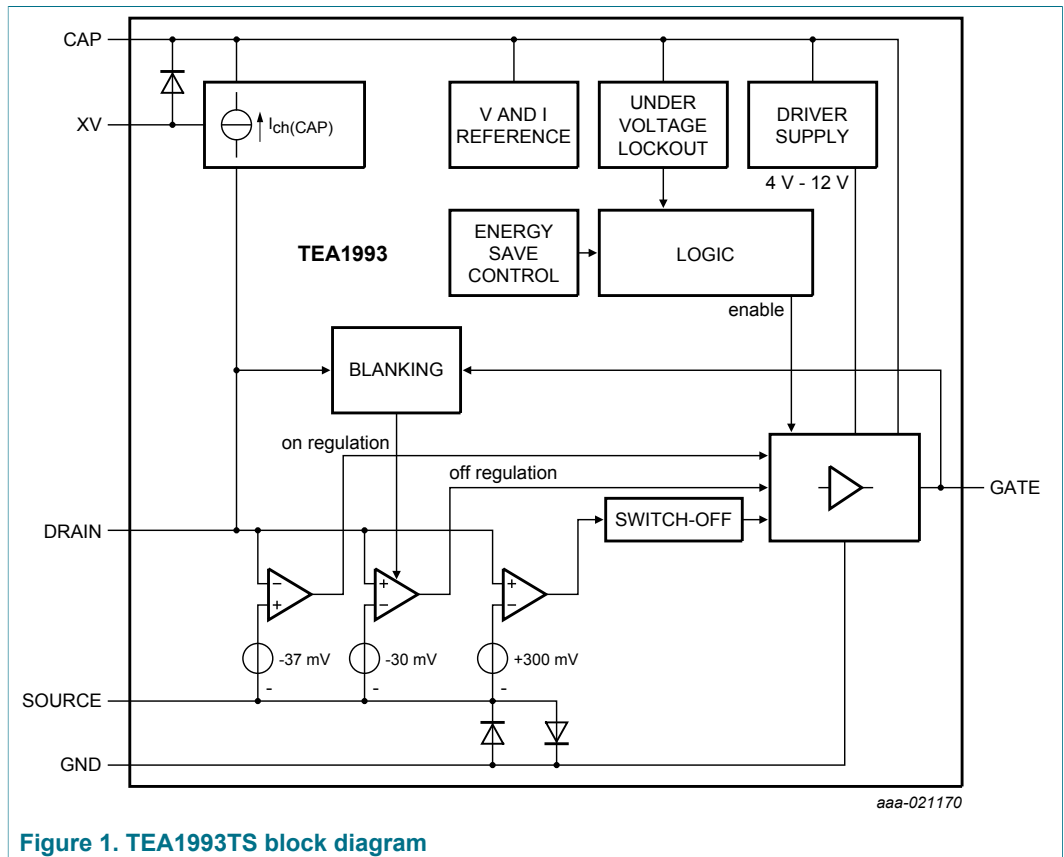 CAP
XV
Ich(CAP)
V AND I
REFERENCE
UNDER
VOLTAGE
LOCKOUT
DRIVER
SUPPLY
4 V - 12 V
TEA1993
ENERGY
SAVE
CONTROL
LOGIC
enable
BLANKING
on regulation
off regulation
GATE
SWITCH-OFF
DRAIN
−
+
+
−
+
−
-37 mV
-30 mV
+300 mV
-
-
-
SOURCE
GND
aaa-021170
Figure 1. TEA1993TS block diagram